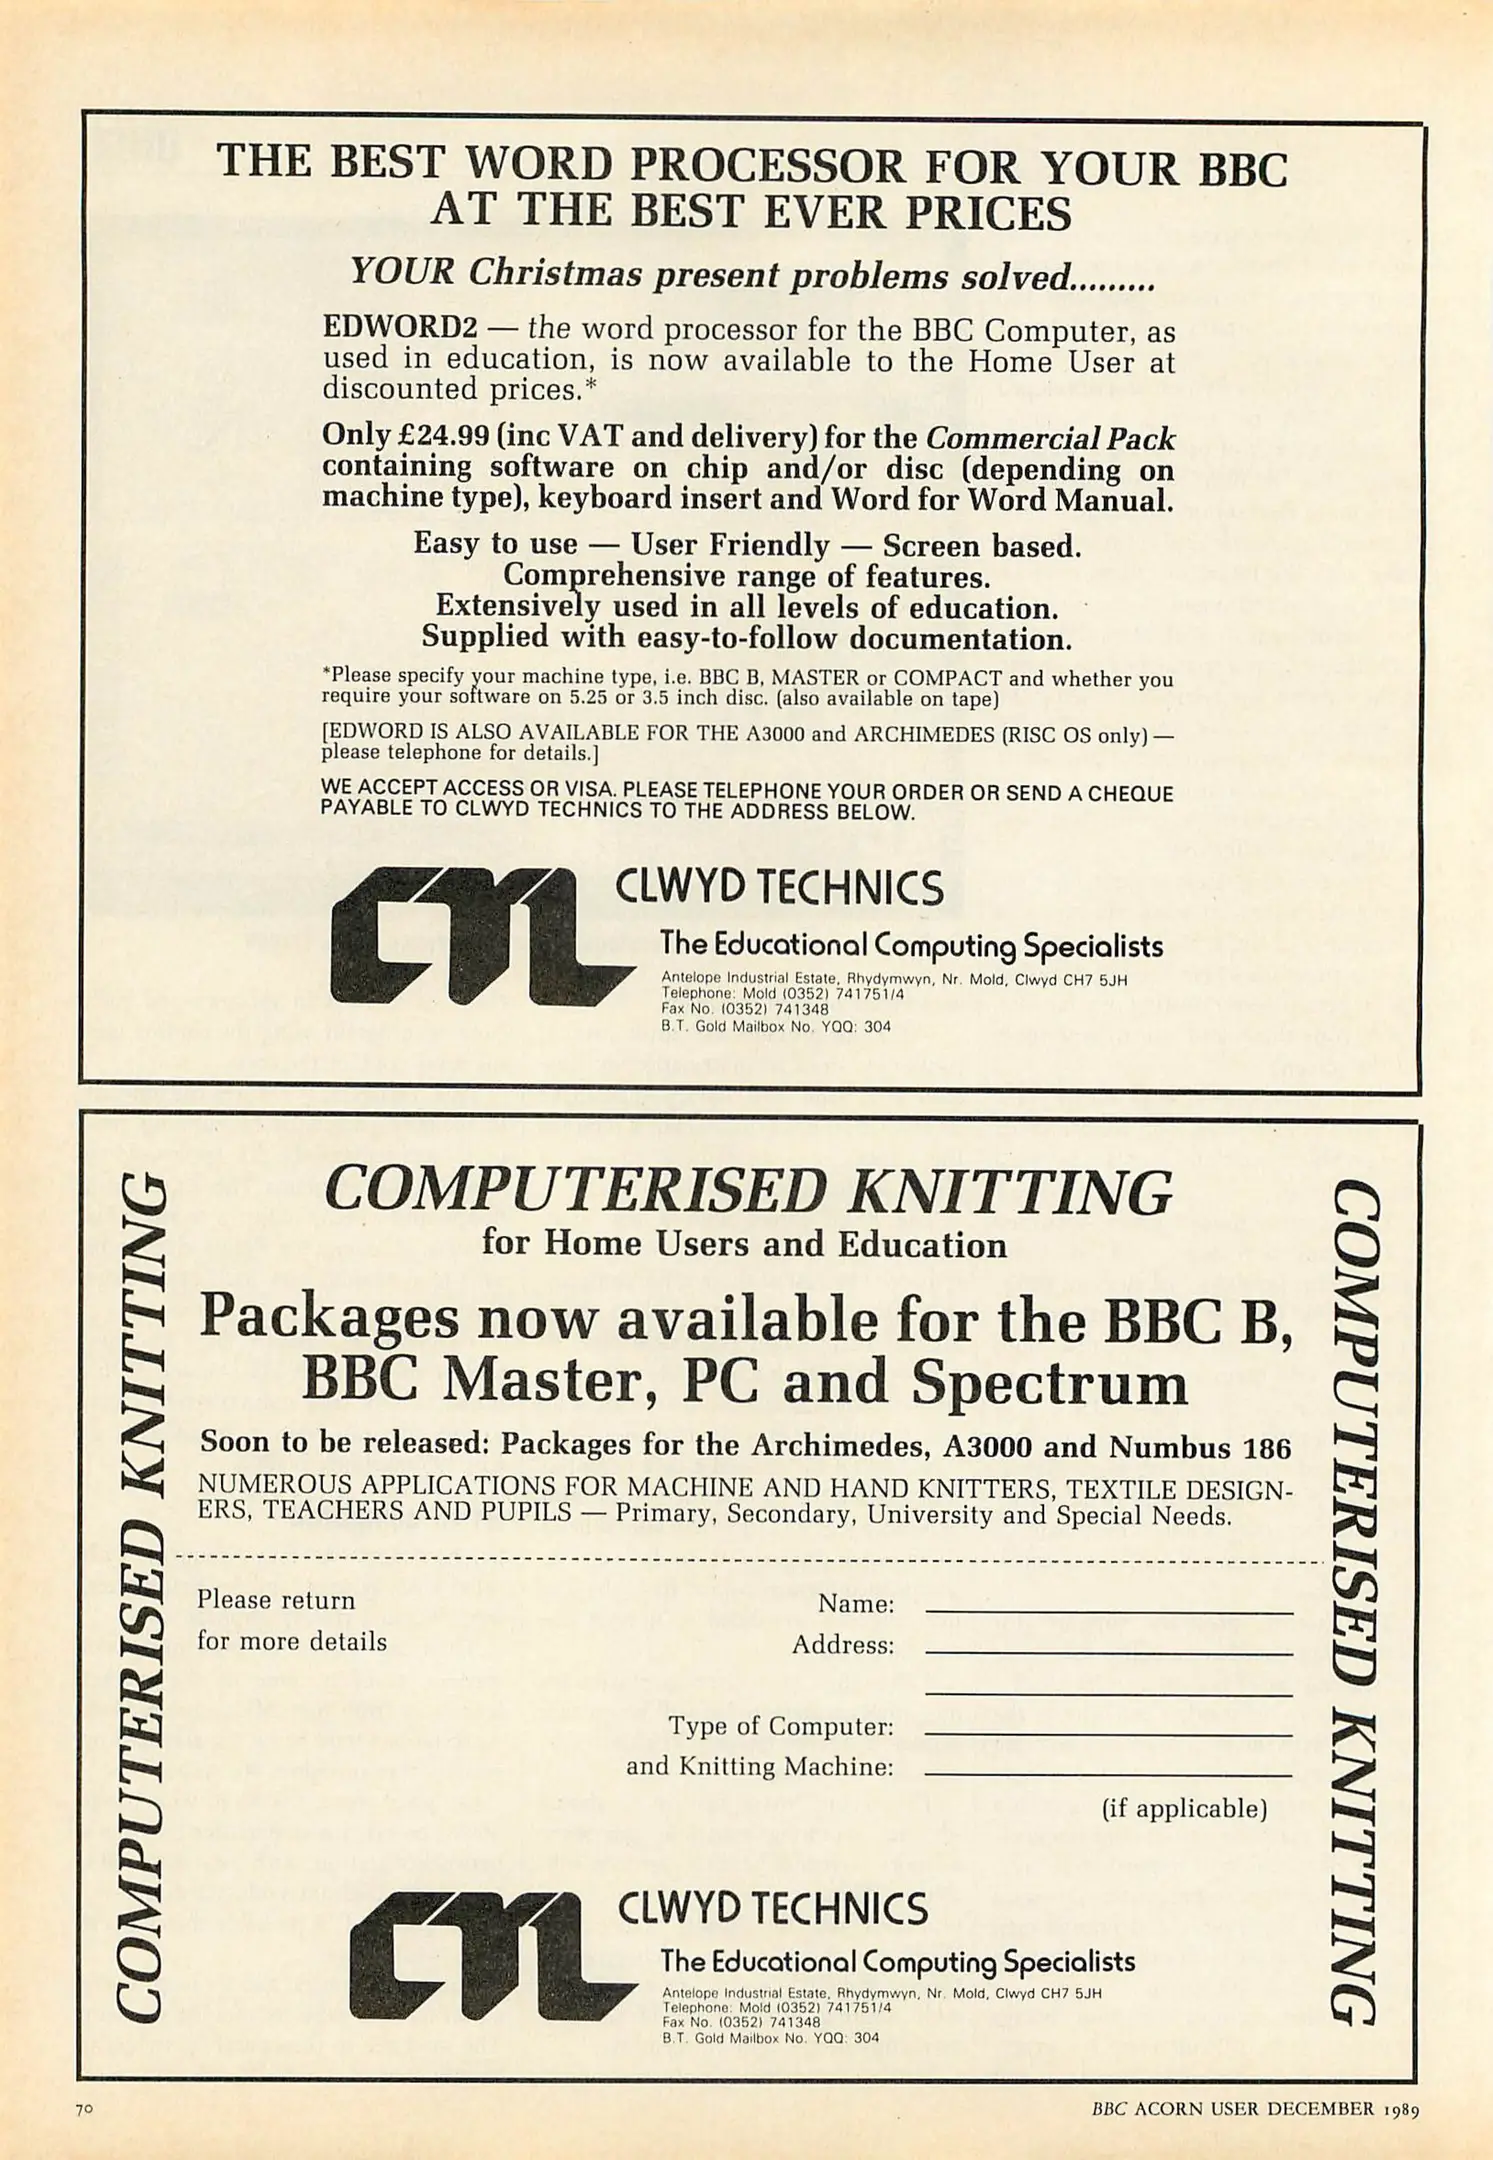 THE BEST WORD PROCESSOR FOR YOUR BBC
AT THE BEST EVER PRICES
YOUR Christmas present problems solved.........
EDWORD2 — the word processor for the BBC Computer, as
used in education, is now available to the Home User at
discounted prices.*
Only £24.99 (inc VAT and delivery) for the Commercial Pack
containing software on chip and/or disc (depending on
machine type), keyboard insert and Word for Word Manual.
Easy to use — User Friendly — Screen based.
Comprehensive range of features.
Extensively used in all levels of education.
Supplied with easy-to-follow documentation.
*Please specify your machine type, i.e. BBC B, MASTER or COMPACT and whether you
require your software on 5.25 or 3.5 inch disc. (also available on tape)
[EDWORD IS ALSO AVAILABLE FOR THE A3000 and ARCHIMEDES (RISC OS only) —
please telephone for details.]
WE ACCEPT ACCESS OR VISA. PLEASE TELEPHONE YOUR ORDER OR SEND A CHEQUE
PAYABLE TO CLWYD TECHNICS TO THE ADDRESS BELOW.
CLWYD TECHNICS
The Educational Computing Specialists
Antelope Industrial Estate, Rhydymwyn, Nr. Mold, Clwyd CH7 5JH
Telephone: Mold (0352) 741751/4
Fax No. (0352) 741348
B.T. Gold Mailbox No. YQQ: 304
COMPUTERISED KNITTING
COMPUTERISED KNITTING
for Home Users and Education
Packages now available for the BBC B,
BBC Master, PC and Spectrum
Soon to be released: Packages for the Archimedes, A3000 and Numbus 186
NUMEROUS APPLICATIONS FOR MACHINE AND HAND KNITTERS, TEXTILE DESIGN-
ERS, TEACHERS AND PUPILS — Primary, Secondary, University and Special Needs.
Please return
for more details
Name:
Address:
Type of Computer:
and Knitting Machine:
(if applicable)
CLWYD TECHNICS
The Educational Computing Specialists
Antelope Industrial Estate, Rhydymwyn, Nr. Mold, Clwyd CH7 5JH
Telephone: Mold (0352) 741751/4
Fax No. (0352) 741348
B.T. Gold Mailbox No. YQQ: 304
COMPUTERISED KNITTING
70
BBC ACORN USER DECEMBER 1989